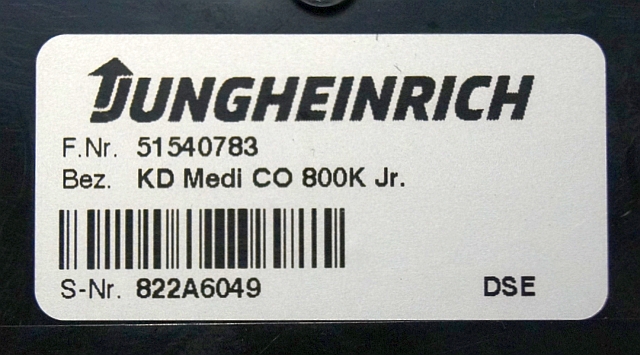 JUNGHEINRICH
F.Nr. 51540783
Bez. KD Medi CO 800K Jr.
S-Nr. 822A6049 DSE